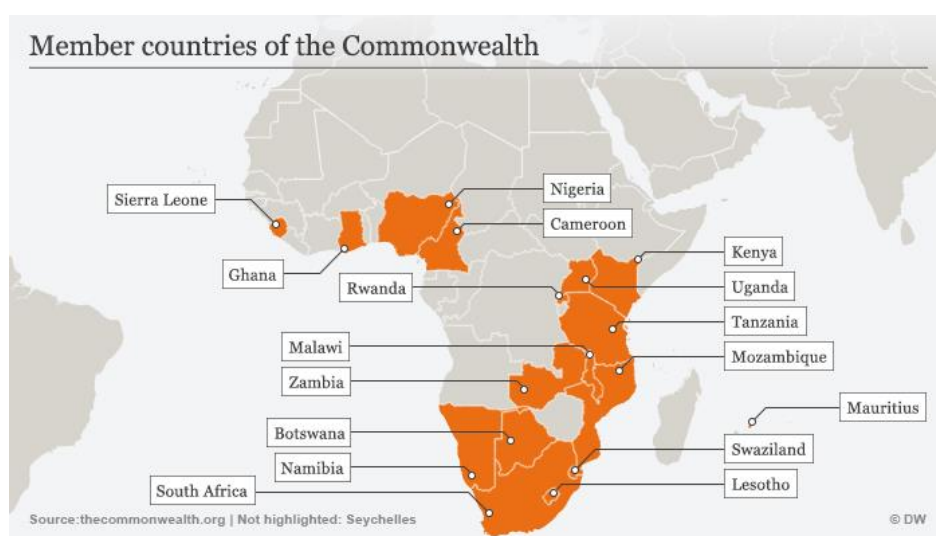 Member countries of the Commonwealth
Sierra Leone
Nigeria
Cameroon
Ghana
Kenya
Rwanda
Uganda
Tanzania
Malawi
Mozambique
Zambia
Mauritius
Botswana
Swaziland
Namibia
Lesotho
South Africa
Source:thecommonwealth.org | Not highlighted: Seychelles
© DW